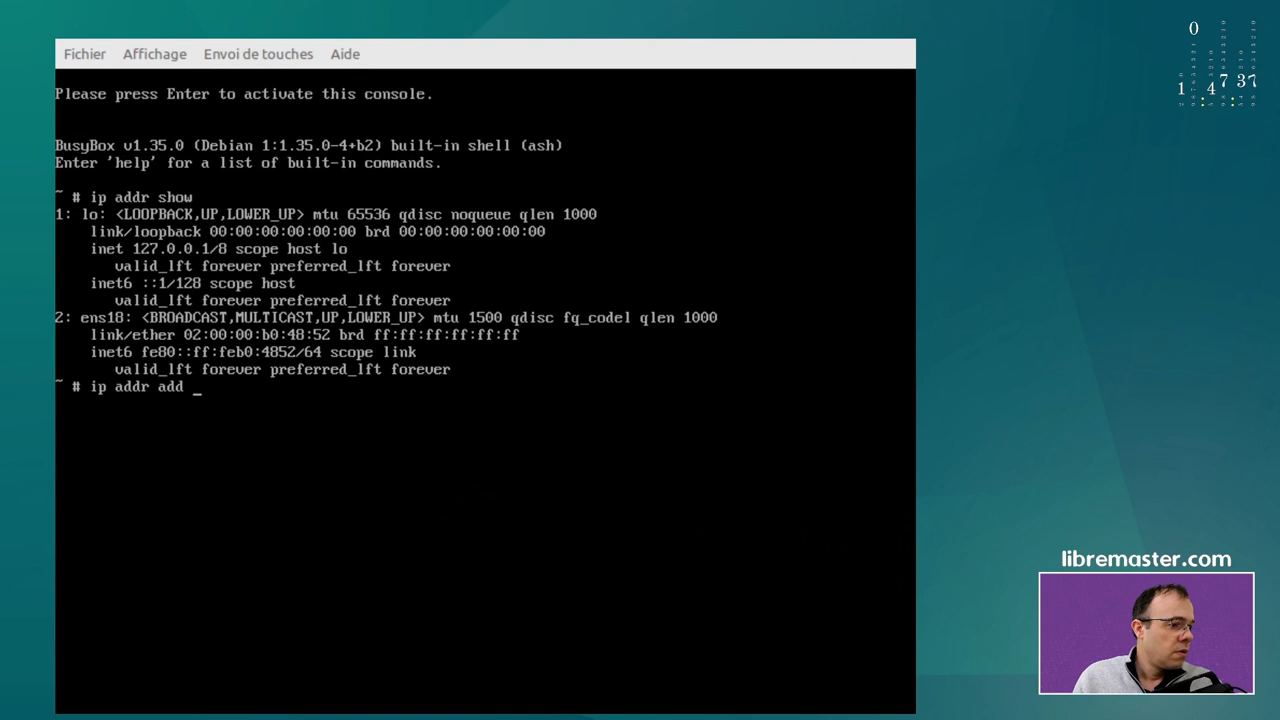 Fichier Affichage Envoi de touches Aide
Please press Enter to activate this console.
BusyBox v1.35.0 (Debian 1:1.35.0-4+b2) built-in shell (ash)
Enter 'help' for a list of built-in commands.
~ # ip addr show
1: lo: <LOOPBACK,UP,LOWER_UP> mtu 65536 qdisc noqueue qlen 1000
link/loopback 00:00:00:00:00:00 brd 00:00:00:00:00:00
inet 127.0.0.1/8 scope host lo
valid_lft forever preferred_lft forever
inet6 ::1/128 scope host
valid_lft forever preferred_lft forever
2: ens18: <BROADCAST,MULTICAST,UP,LOWER_UP> mtu 1500 qdisc fq_codel qlen 1000
link/ether 02:00:00:b0:48:52 brd ff:ff:ff:ff:ff:ff
inet6 fe80::ff:feb0:4852/64 scope link
valid_lft forever preferred_lft forever
~ # ip addr add _
0
1 4 7 37
libremaster.com